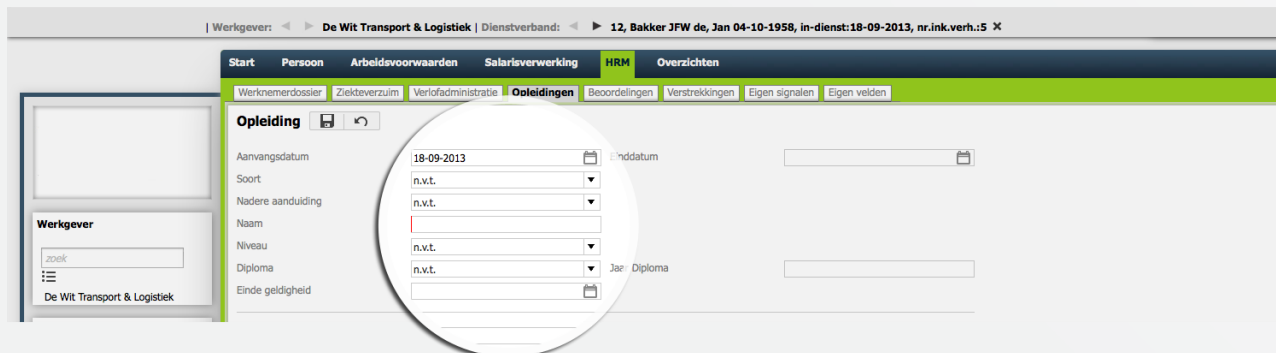 | Werkgever: De Wit Transport & Logistiek | Dienstverband: 12, Bakker JFW de, Jan 04-10-1958, in-dienst:18-09-2013, nr.ink.verh.:5
Start Persoon Arbeidsvoorwaarden Salarisverwerking HRM Overzichten
Werknemerdossier Ziekteverzuim Verlofadministratie Opleidingen Beoordelingen Verstrekkingen Eigen signalen Eigen velden
Opleiding
Aanvangsdatum 18-09-2013 Einddatum
Soort n.v.t.
Nadere aanduiding n.v.t.
Naam
Niveau n.v.t.
Diploma n.v.t. Jaar Diploma
Einde geldigheid
Werkgever
zoek
De Wit Transport & Logistiek